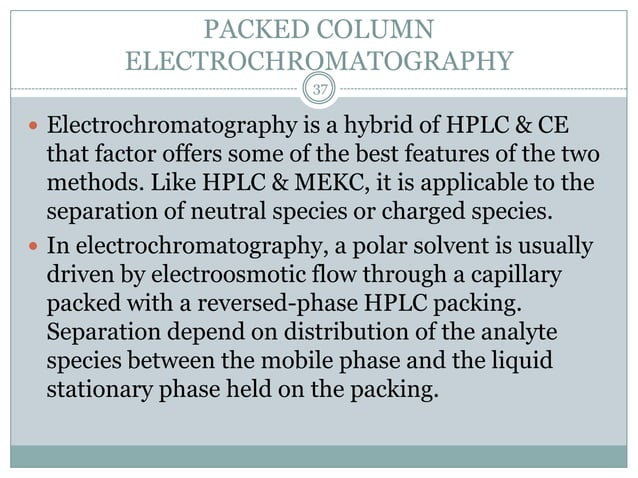 PACKED COLUMN
ELECTROCHROMATOGRAPHY
37
• Electrochromatography is a hybrid of HPLC & CE
that factor offers some of the best features of the two
methods. Like HPLC & MEKC, it is applicable to the
separation of neutral species or charged species.
• In electrochromatography, a polar solvent is usually
driven by electroosmotic flow through a capillary
packed with a reversed-phase HPLC packing.
Separation depend on distribution of the analyte
species between the mobile phase and the liquid
stationary phase held on the packing.